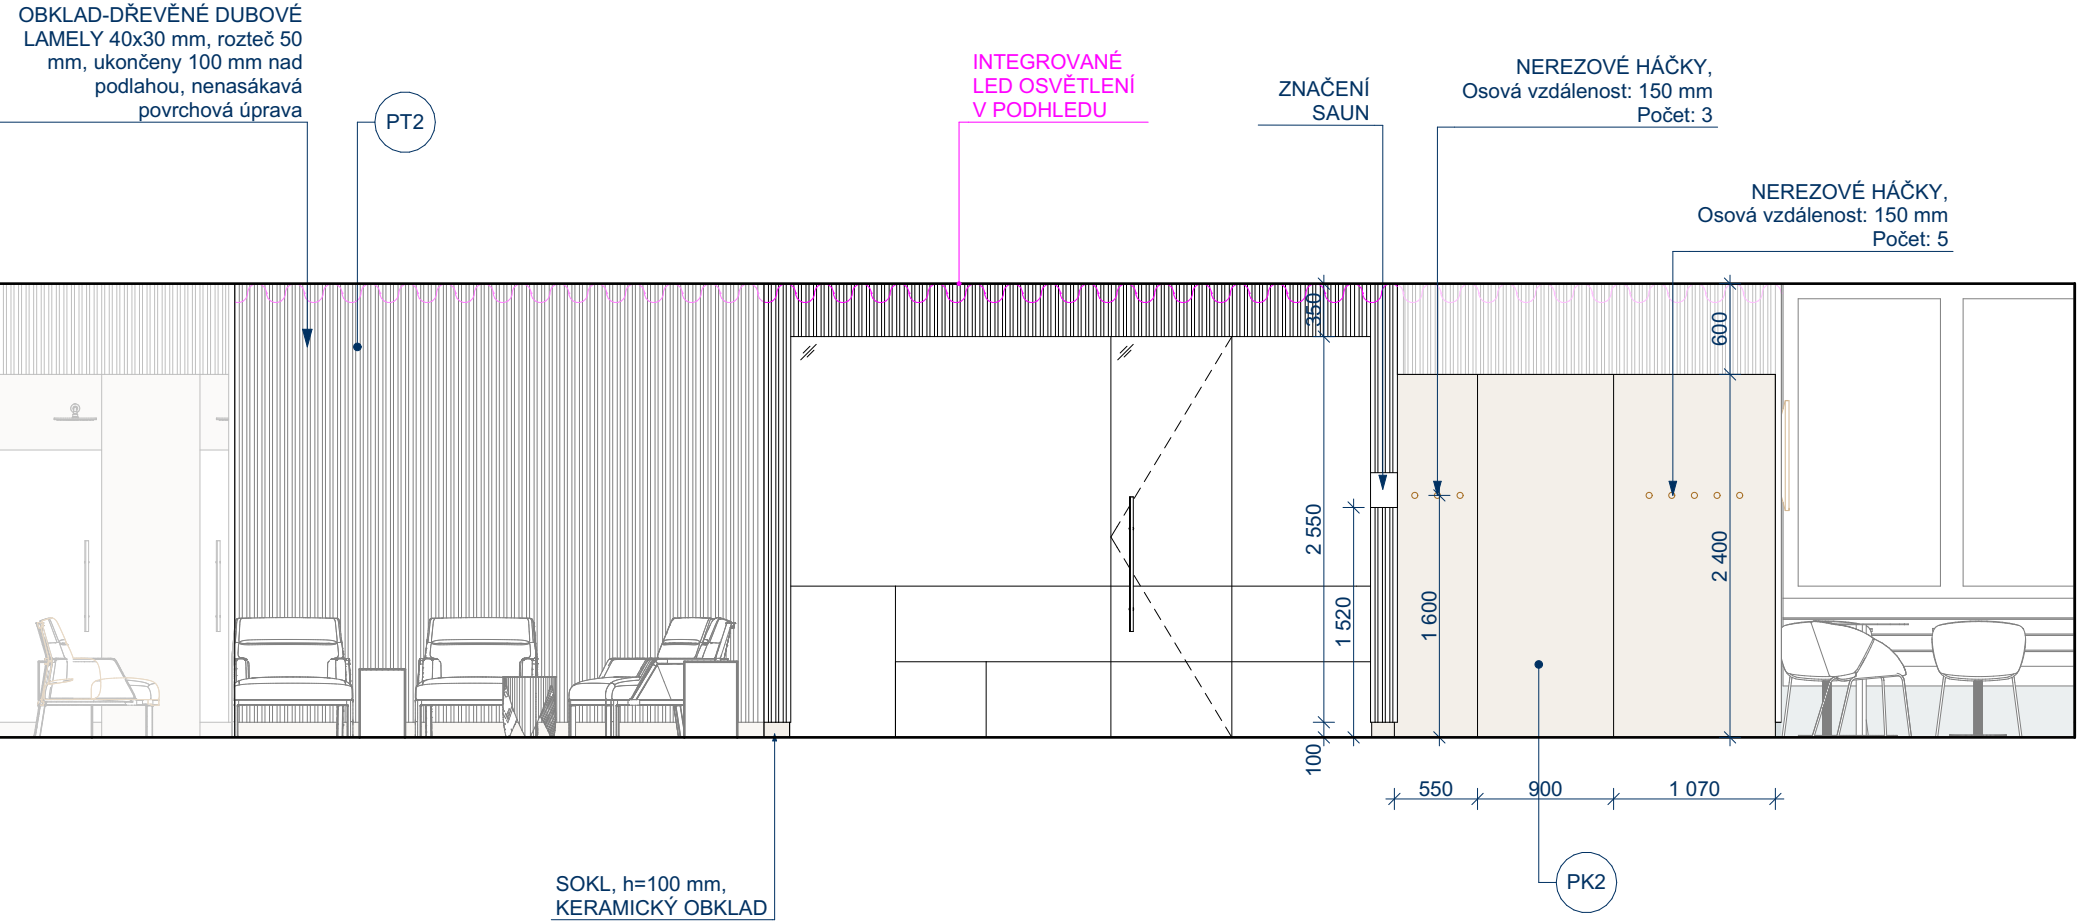 OBKLAD-DŘEVĚNÉ DUBOVÉ
LAMELY 40x30 mm, rozteč 50
mm, ukončeny 100 mm nad
podlahou, nenasákavá
povrchová úprava
PT2
INTEGROVANÉ
LED OSVĚTLENÍ
V PODHLEDU
ZNAČENÍ
SAUN
NEREZOVÉ HÁČKY,
Osová vzdálenost: 150 mm
Počet: 3
NEREZOVÉ HÁČKY,
Osová vzdálenost: 150 mm
Počet: 5
350
600
2 550
2 400
1 520
1 600
100
550
900
1 070
SOKL, h=100 mm,
KERAMICKÝ OBKLAD
PK2